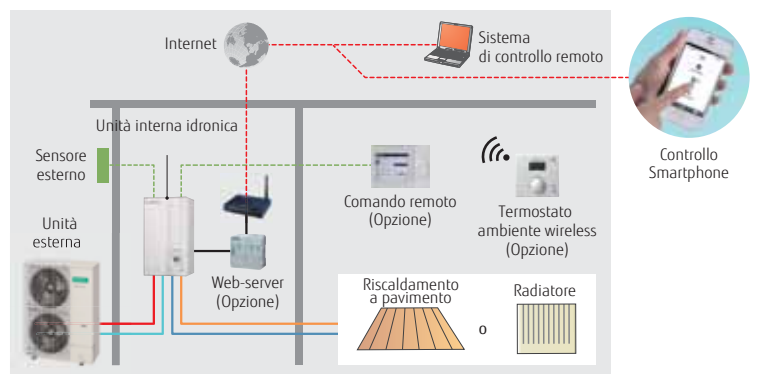 Internet
Sistema
di controllo remoto
Unità interna idronica
Sensore
esterno
Controllo
Smartphone
Comando remoto
(Opzione)
Termostato
ambiente wireless
(Opzione)
Unità
esterna
Web-server
(Opzione)
Riscaldamento
a pavimento
o
Radiatore